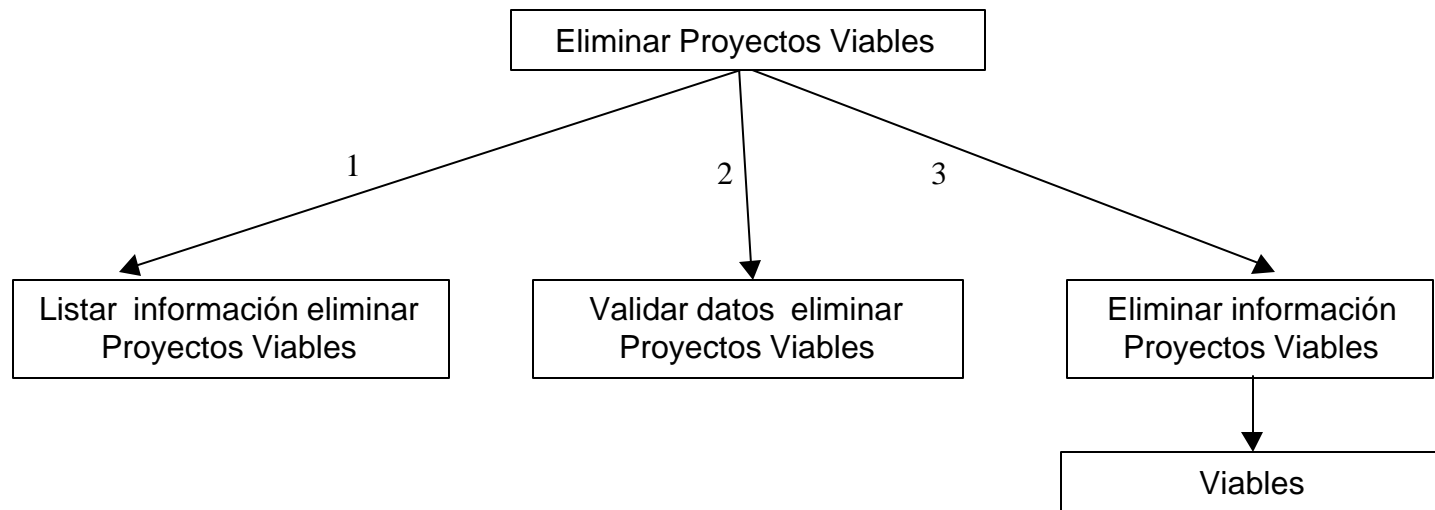 Eliminar Proyectos Viables
1
2
3
Listar información eliminar
Proyectos Viables
Validar datos eliminar
Proyectos Viables
Eliminar información
Proyectos Viables
Viables